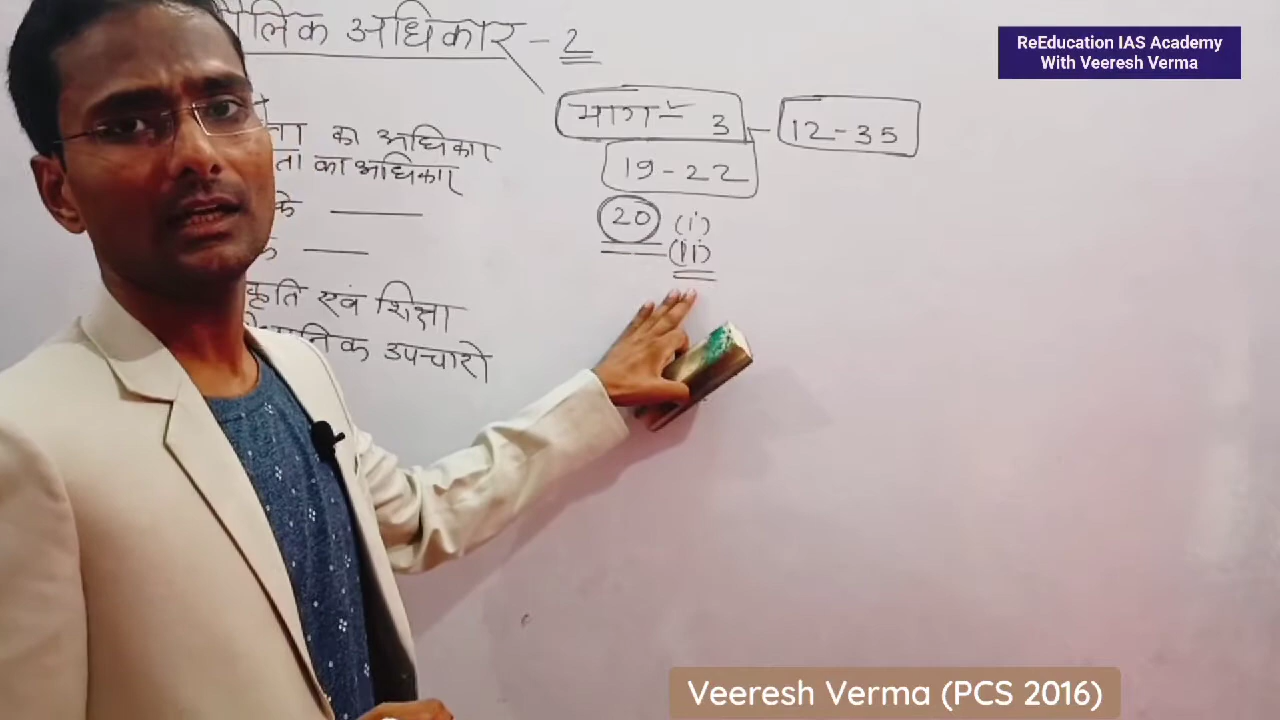 मौलिक अधिकार - 2
ReEducation IAS Academy
With Veeresh Verma
भाग - 3 - 12-35
19-22
20 (i)
(ii)
का अधिकार
ता का अधिकार
के
एवं शिक्षा
उपचारो
Veeresh Verma (PCS 2016)